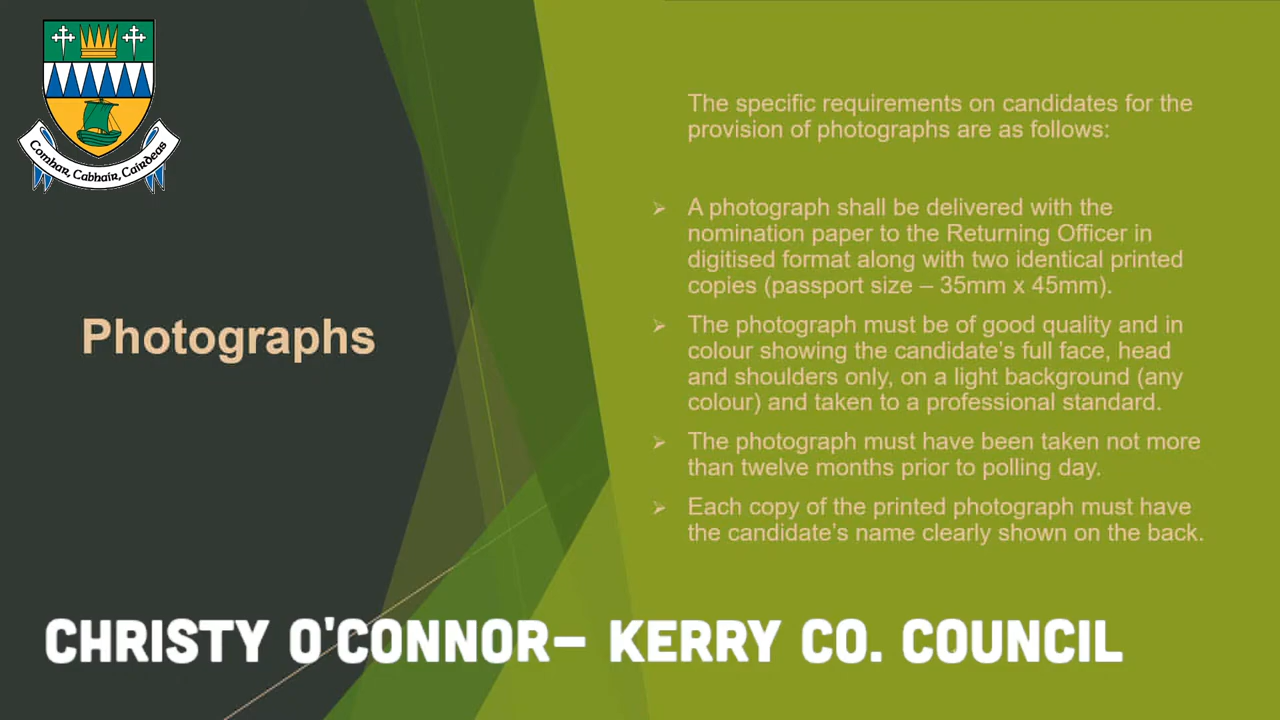 Comhar, Cabhair, Cairdeas
Photographs
The specific requirements on candidates for the
provision of photographs are as follows:
A photograph shall be delivered with the
nomination paper to the Returning Officer in
digitised format along with two identical printed
copies (passport size – 35mm x 45mm).
The photograph must be of good quality and in
colour showing the candidate’s full face, head
and shoulders only, on a light background (any
colour) and taken to a professional standard.
The photograph must have been taken not more
than twelve months prior to polling day.
Each copy of the printed photograph must have
the candidate’s name clearly shown on the back.
CHRISTY O'CONNOR– KERRY CO. COUNCIL